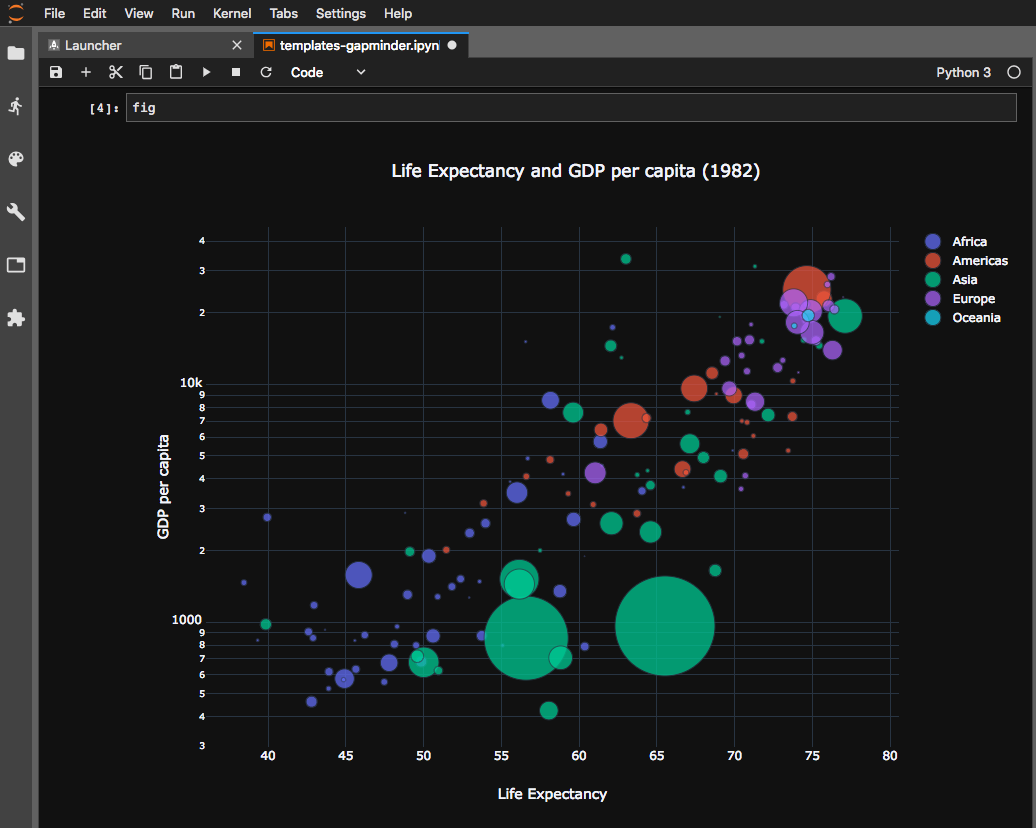 File Edit View Run Kernel Tabs Settings Help
Launcher
templates-gapminder.ipyn
Code
Python 3
[4]: fig
Life Expectancy and GDP per capita (1982)
Africa
Americas
Asia
Europe
Oceania
GDP per capita
4
3
2
10k
9
8
7
6
5
4
3
2
1000
9
8
7
6
5
4
3
40 45 50 55 60 65 70 75 80
Life Expectancy